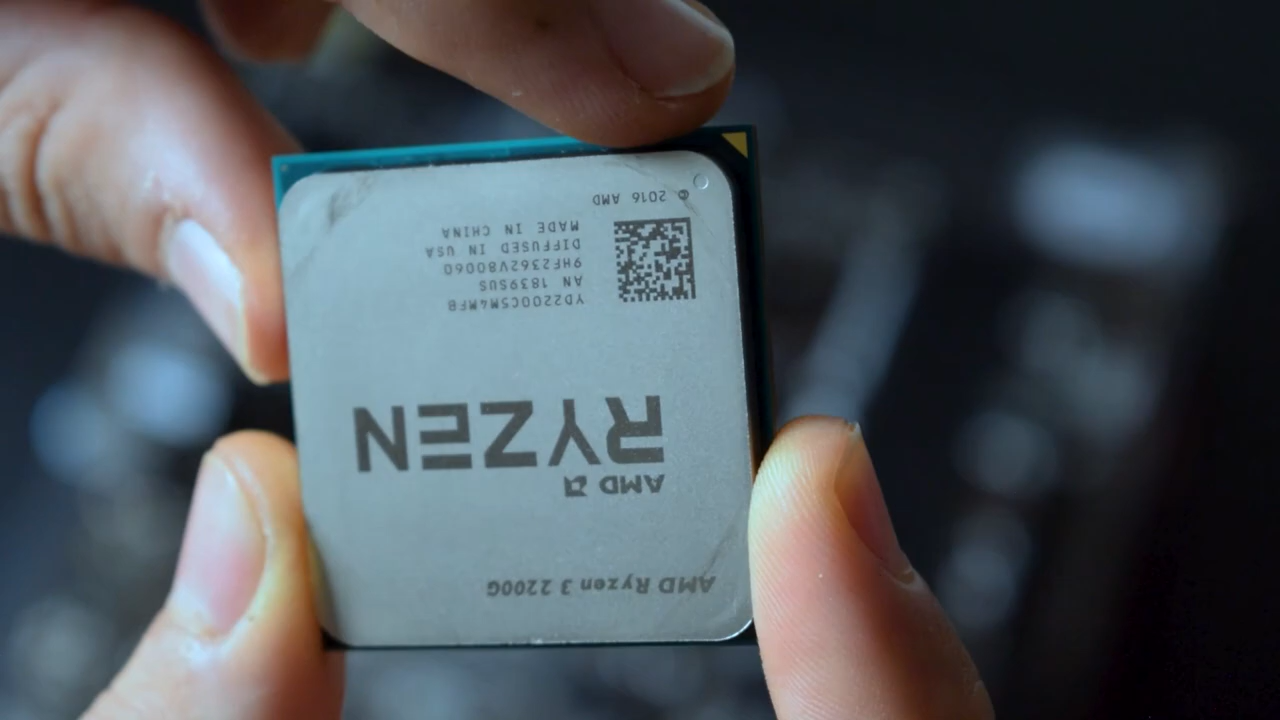 AMD Ryzen 3 2200G
AMD
RYZEN
YD2200C5M4MFB
AN 1839SUS
9HF2362V80060
DIFFUSED IN USA
MADE IN CHINA
© 2016 AMD